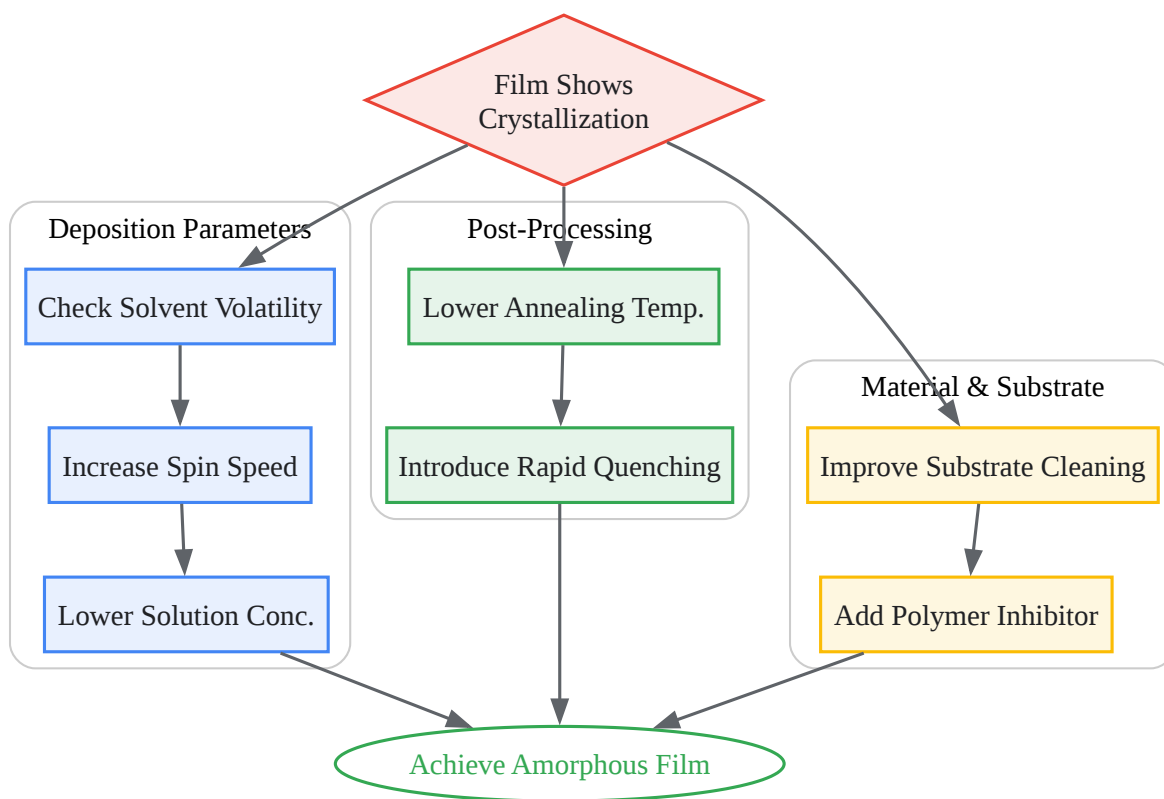 Film Shows
Crystallization
Deposition Parameters
Check Solvent Volatility
Increase Spin Speed
Lower Solution Conc.
Post-Processing
Lower Annealing Temp.
Introduce Rapid Quenching
Material & Substrate
Improve Substrate Cleaning
Add Polymer Inhibitor
Achieve Amorphous Film